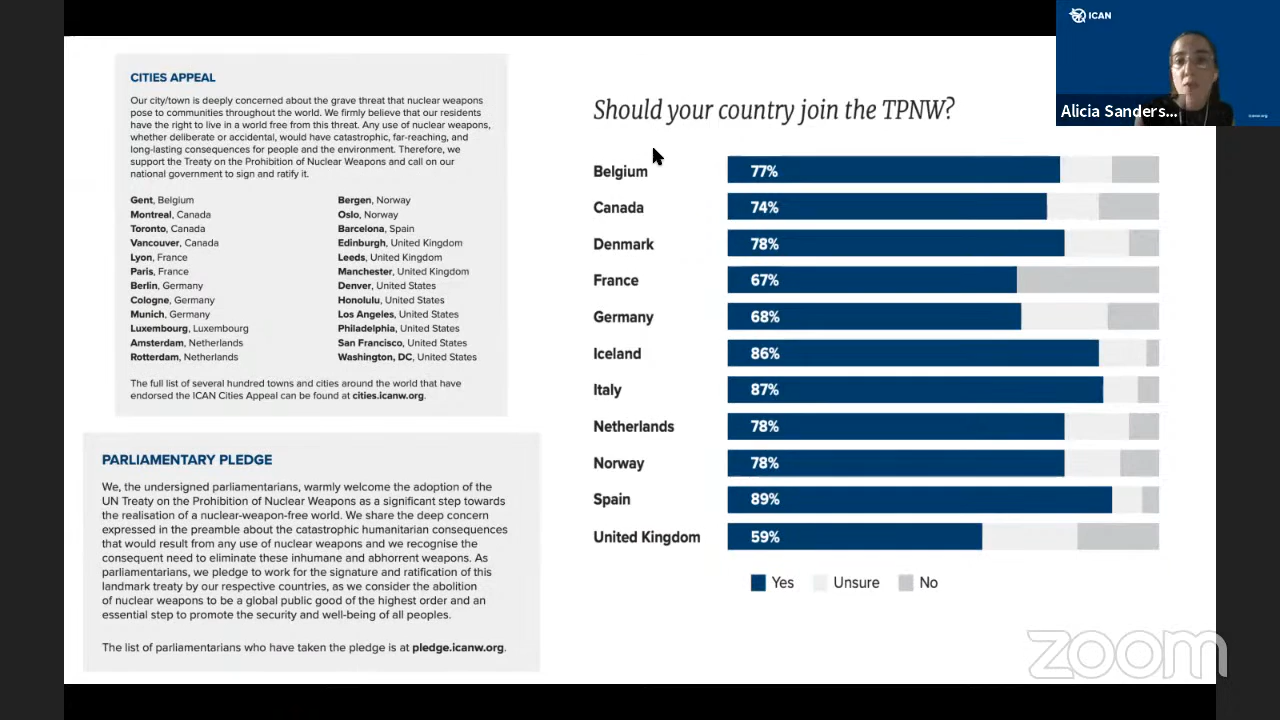 ICAN
Alicia Sanders...
CITIES APPEAL
Our city/town is deeply concerned about the grave threat that nuclear weapons
pose to communities throughout the world. We firmly believe that our residents
have the right to live in a world free from this threat. Any use of nuclear weapons,
whether deliberate or accidental, would have catastrophic, far-reaching, and
long-lasting consequences for people and the environment. Therefore, we
support the Treaty on the Prohibition of Nuclear Weapons and call on our
national government to sign and ratify it.
Gent, Belgium
Montreal, Canada
Toronto, Canada
Vancouver, Canada
Lyon, France
Paris, France
Berlin, Germany
Cologne, Germany
Munich, Germany
Luxembourg, Luxembourg
Amsterdam, Netherlands
Rotterdam, Netherlands
Bergen, Norway
Oslo, Norway
Barcelona, Spain
Edinburgh, United Kingdom
Leeds, United Kingdom
Manchester, United Kingdom
Denver, United States
Honolulu, United States
Los Angeles, United States
Philadelphia, United States
San Francisco, United States
Washington, DC, United States
The full list of several hundred towns and cities around the world that have
endorsed the ICAN Cities Appeal can be found at cities.icanw.org.
PARLIAMENTARY PLEDGE
We, the undersigned parliamentarians, warmly welcome the adoption of the
UN Treaty on the Prohibition of Nuclear Weapons as a significant step towards
the realisation of a nuclear-weapon-free world. We share the deep concern
expressed in the preamble about the catastrophic humanitarian consequences
that would result from any use of nuclear weapons and we recognise the
consequent need to eliminate these inhumane and abhorrent weapons. As
parliamentarians, we pledge to work for the signature and ratification of this
landmark treaty by our respective countries, as we consider the abolition
of nuclear weapons to be a global public good of the highest order and an
essential step to promote the security and well-being of all peoples.
The list of parliamentarians who have taken the pledge is at pledge.icanw.org.
Should your country join the TPNW?
Belgium 77%
Canada 74%
Denmark 78%
France 67%
Germany 68%
Iceland 86%
Italy 87%
Netherlands 78%
Norway 78%
Spain 89%
United Kingdom 59%
Yes Unsure No
zoom